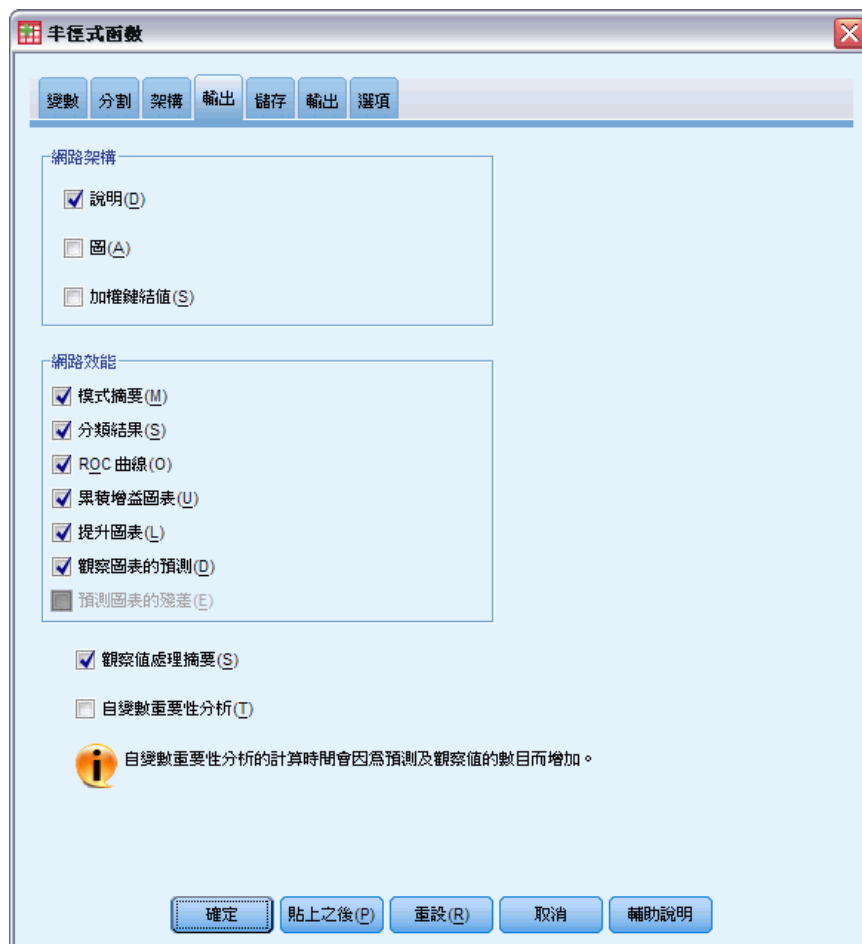 半徑式函數
變數 分割 架構 輸出 儲存 輸出 選項
網路架構
說明(D)
圖(A)
加權鍵結值(S)
網路效能
模式摘要(M)
分類結果(S)
ROC 曲線(O)
累積增益圖表(U)
提升圖表(L)
觀察圖表的預測(D)
預測圖表的殘差(E)
觀察值處理摘要(S)
自變數重要性分析(T)
自變數重要性分析的計算時間會因為預測及觀察值的數目而增加。
確定 貼上之後(P) 重設(R) 取消 輔助說明